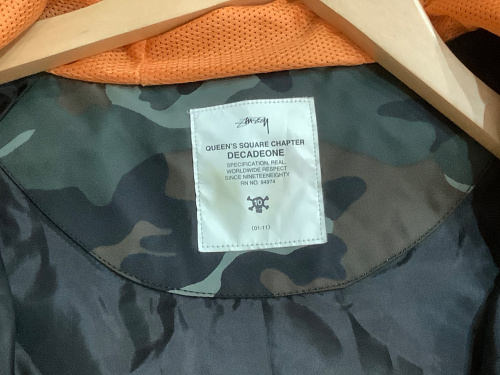 Stüssy
QUEEN'S SQUARE CHAPTER
DECADEONE
SPECIFICATION, REAL
WORLDWIDE RESPECT
SINCE NINETEENEIGHTY
RN NO. 94974
10
(01-11)